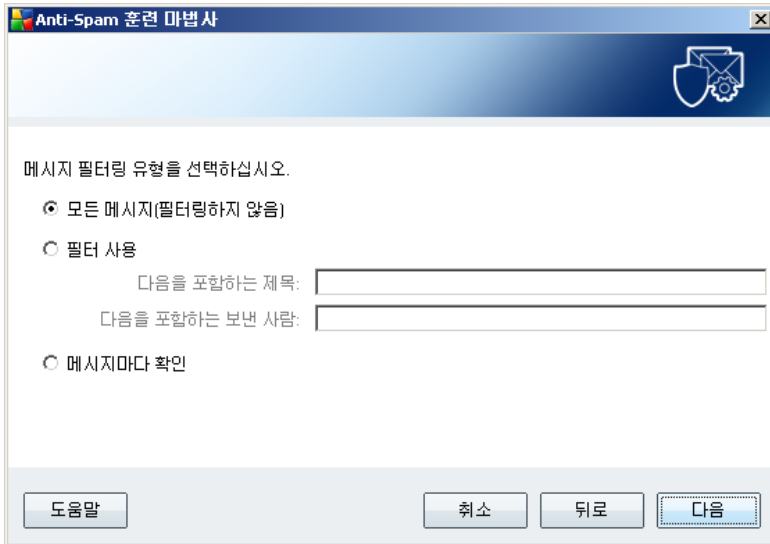 Anti-Spam 훈련 마법사
메시지 필터링 유형을 선택하십시오.
모든 메시지(필터링하지 않음)
필터 사용
다음을 포함하는 제목:
다음을 포함하는 보낸 사람:
메시지마다 확인
도움말 취소 뒤로 다음